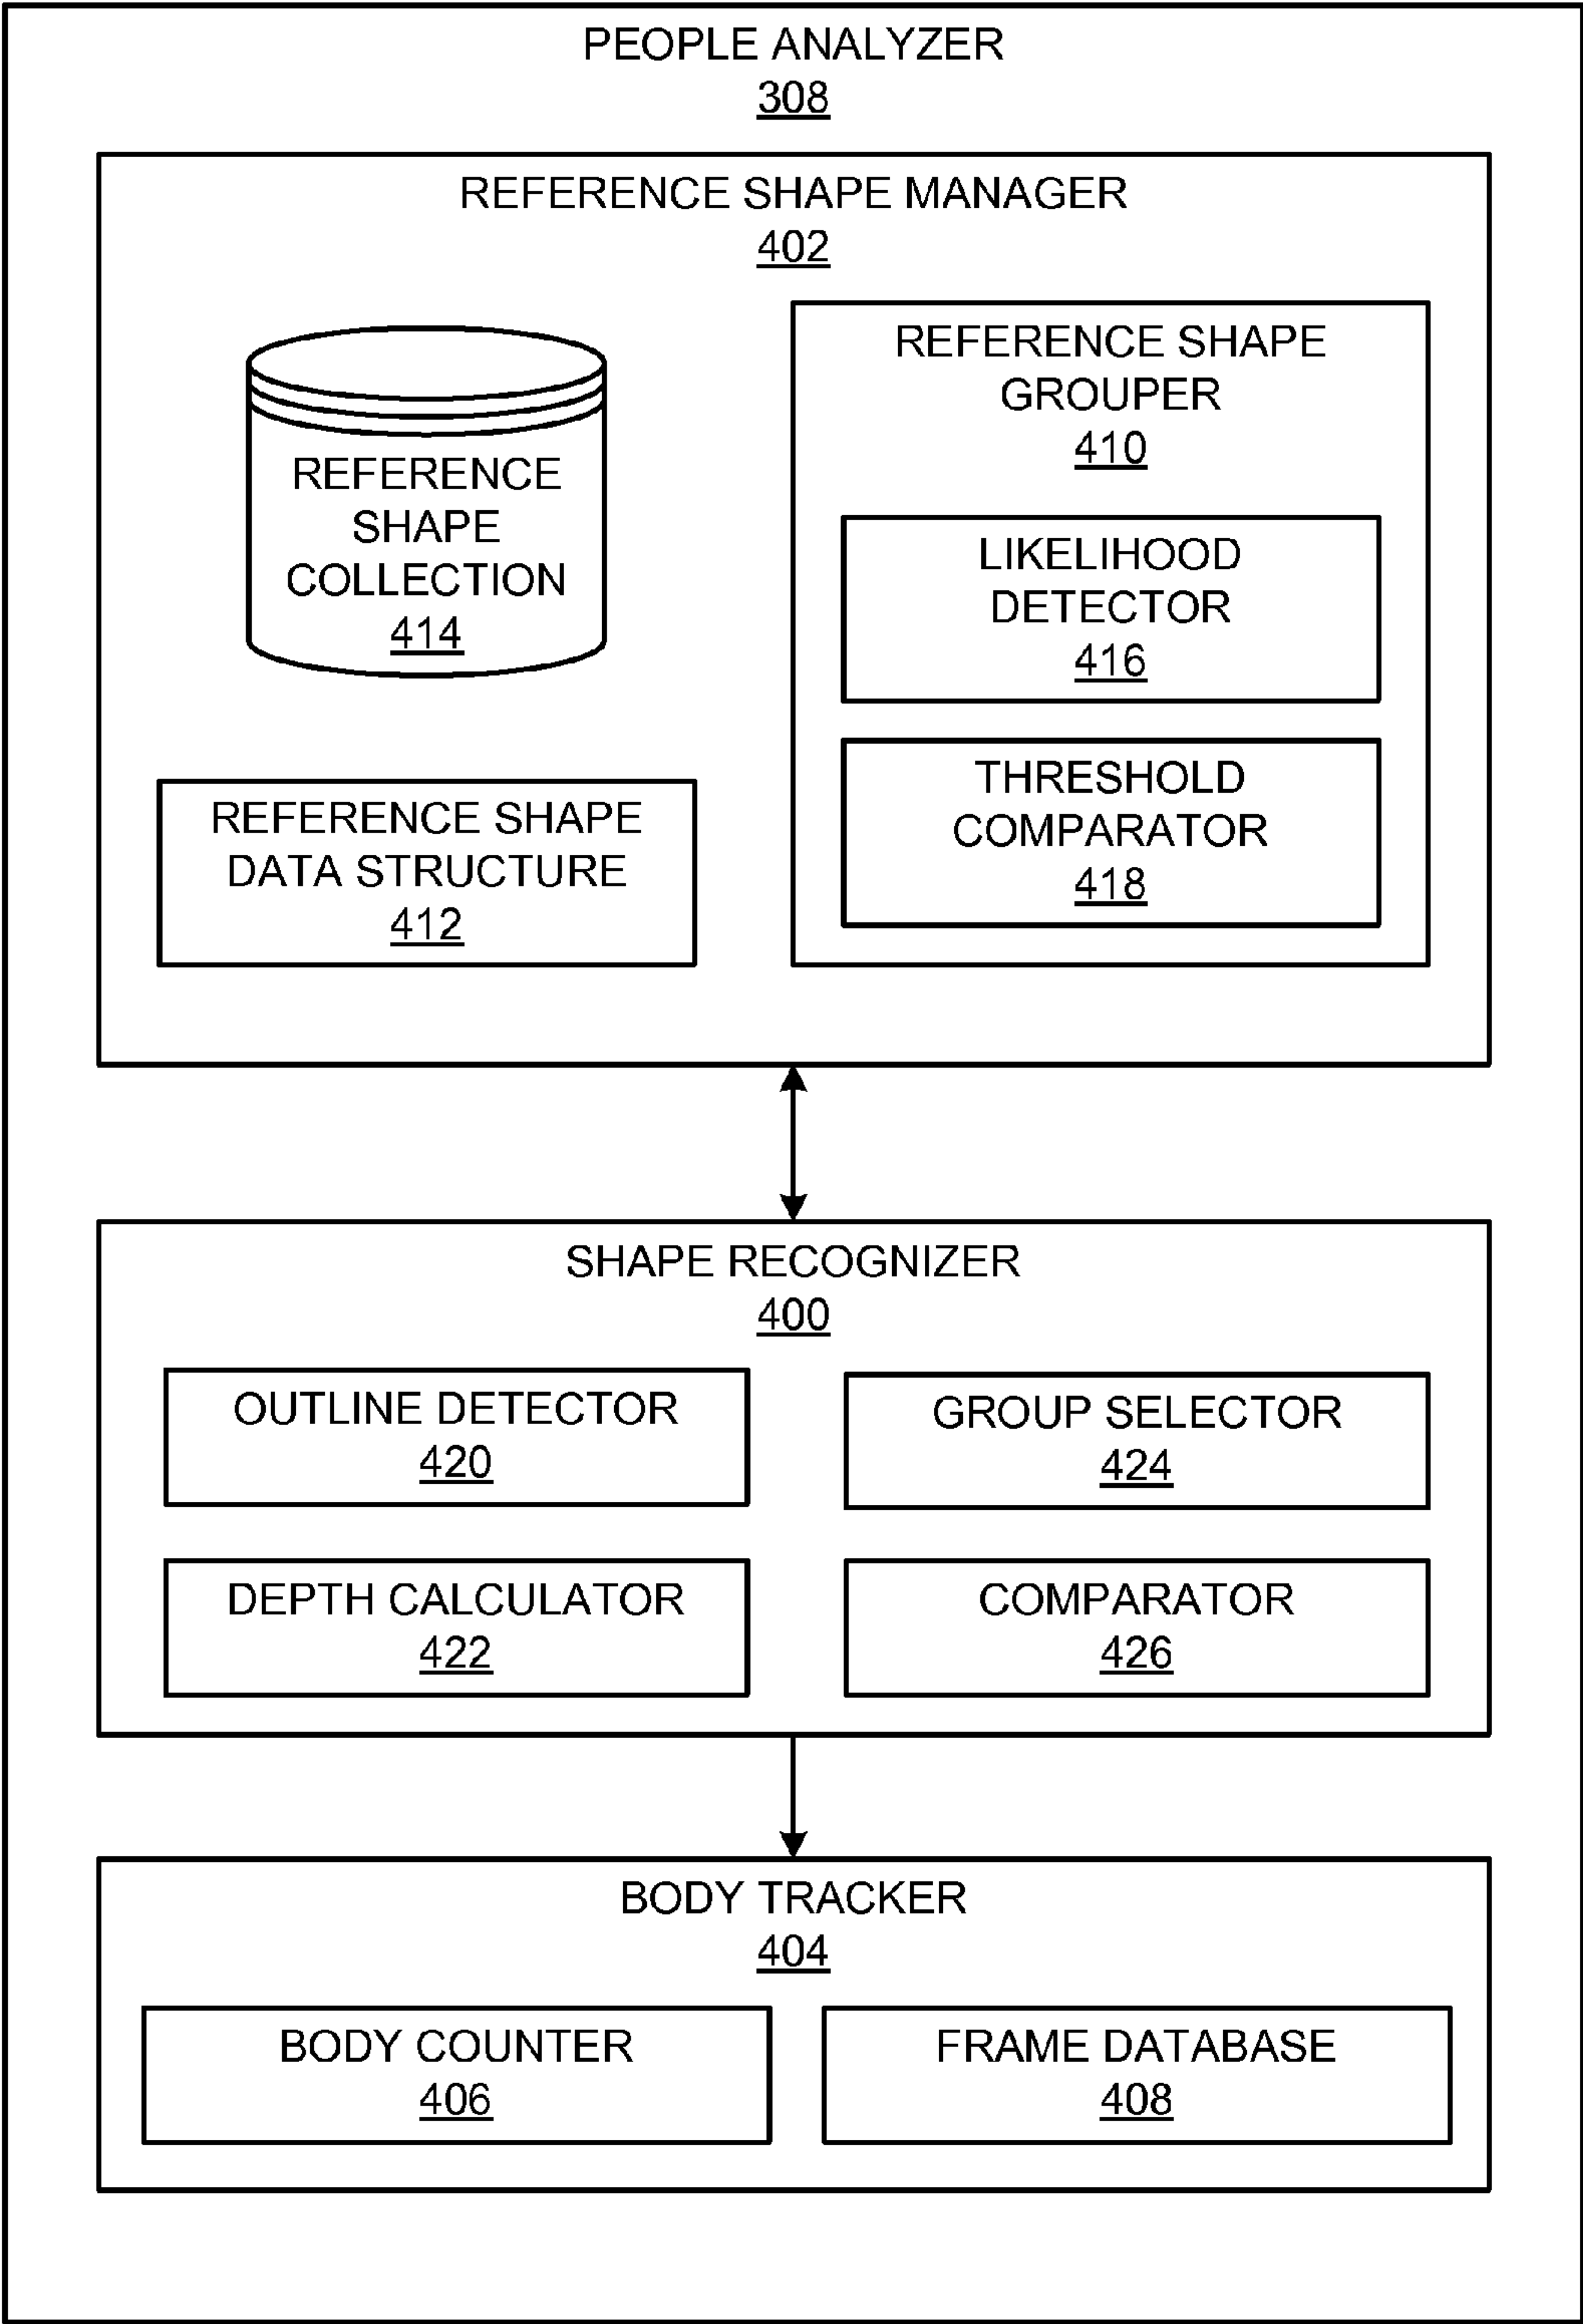 PEOPLE ANALYZER
308
REFERENCE SHAPE MANAGER
402
REFERENCE
SHAPE
COLLECTION
414
REFERENCE SHAPE
DATA STRUCTURE
412
REFERENCE SHAPE
GROUPER
410
LIKELIHOOD
DETECTOR
416
THRESHOLD
COMPARATOR
418
SHAPE RECOGNIZER
400
OUTLINE DETECTOR
420
GROUP SELECTOR
424
DEPTH CALCULATOR
422
COMPARATOR
426
BODY TRACKER
404
BODY COUNTER
406
FRAME DATABASE
408